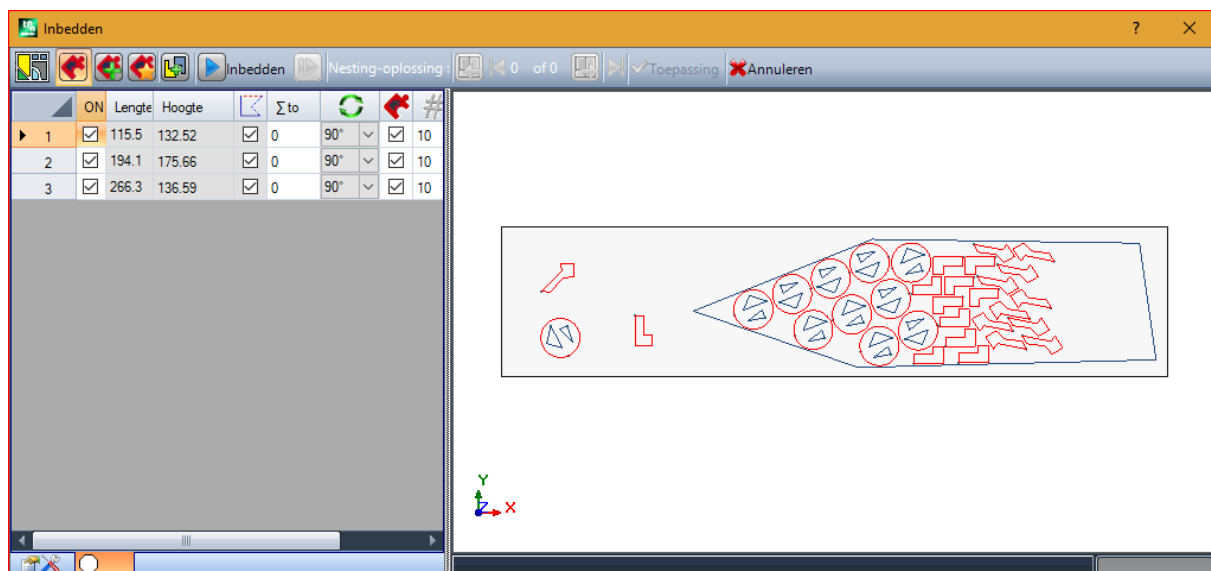 Inbedden ?
Inbedden Nesting-oplossing : 0 of 0 Toepassing Annuleren
ON Lengte Hoogte Σ to #
1 115.5 132.52 0 90° 10
2 194.1 175.66 0 90° 10
3 266.3 136.59 0 90° 10
Y
Z X